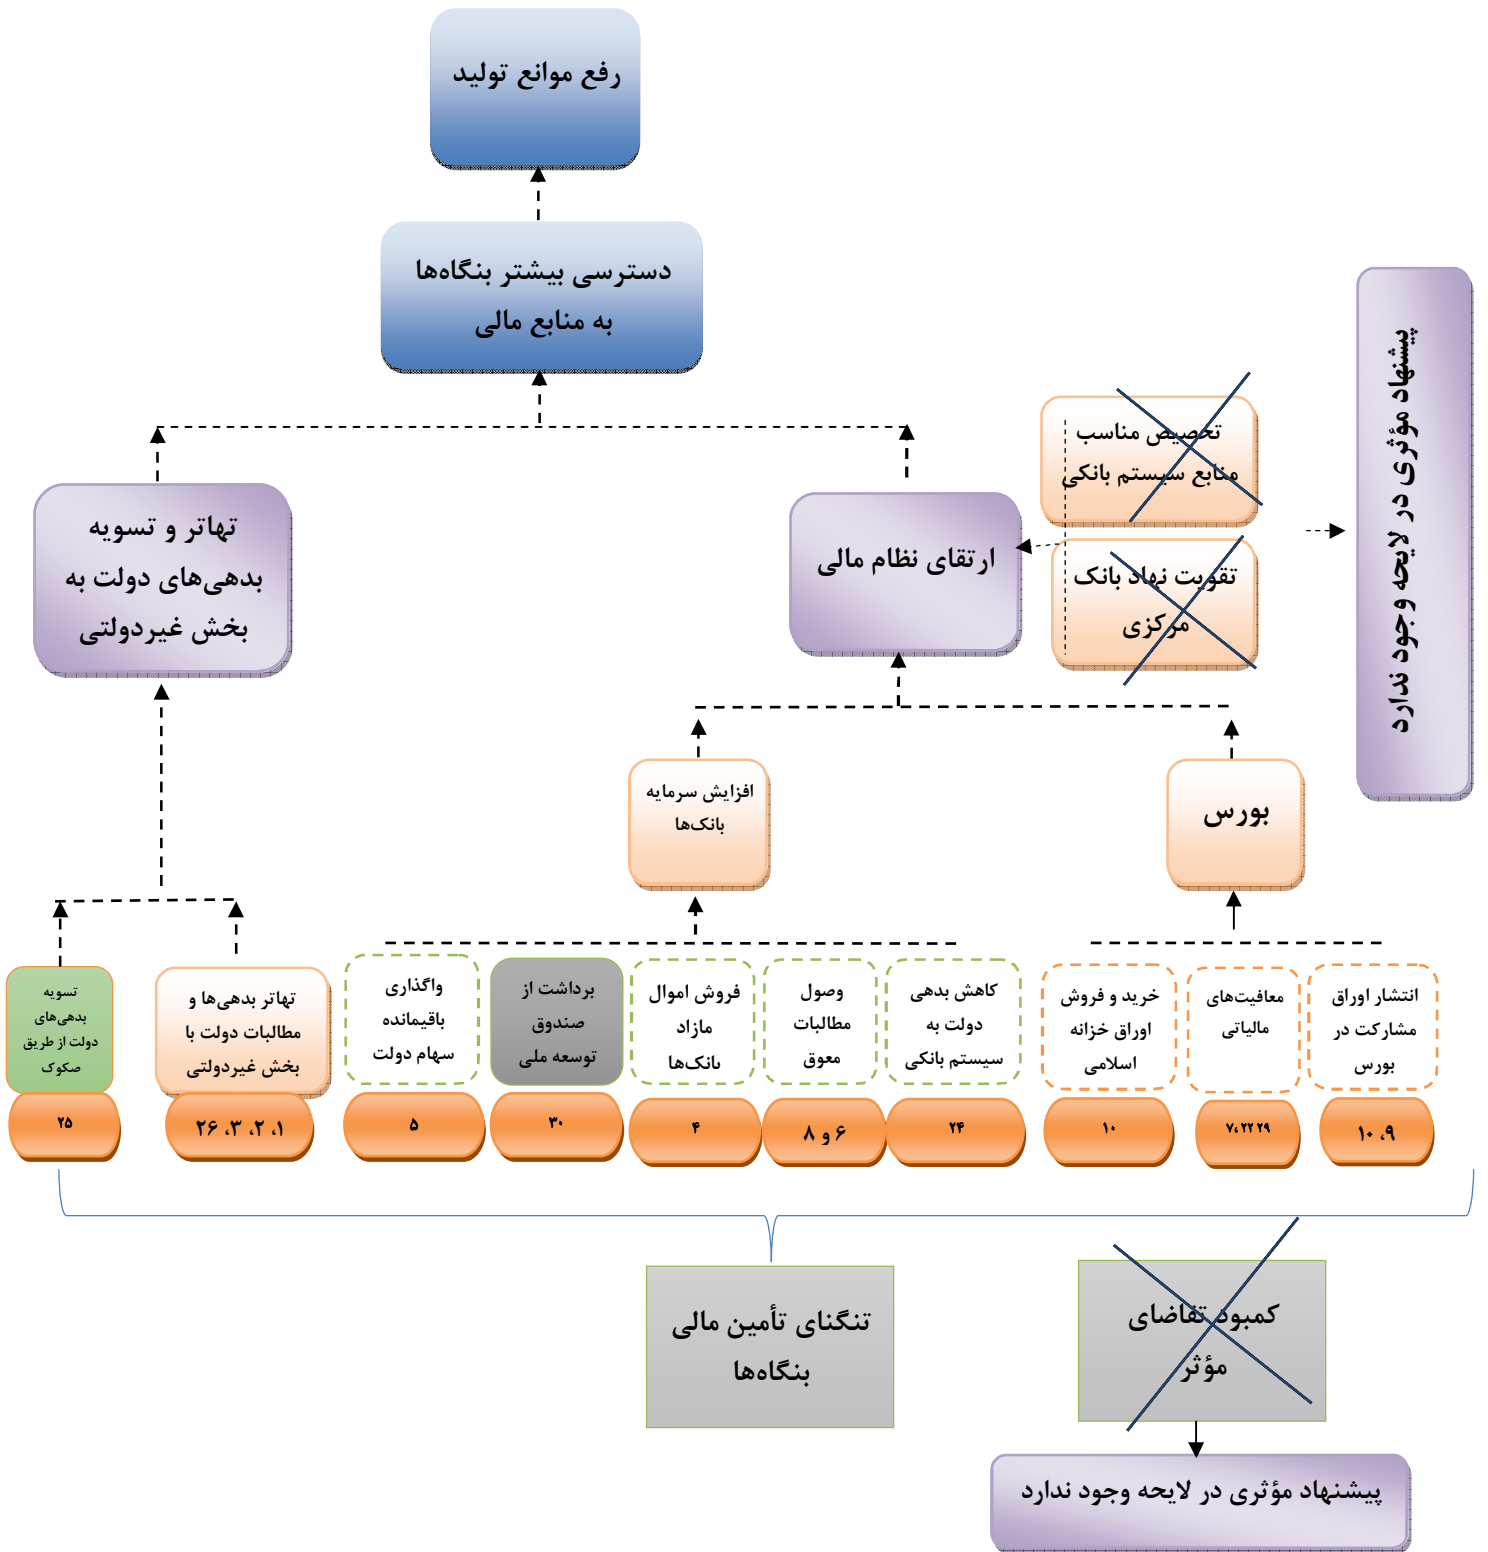 رفع موانع تولید
دسترسی بیشتر بنگاه‌ها
به منابع مالی
پیشنهاد مؤثری در لایحه وجود ندارد
تخصیص مناسب
منابع سیستم بانکی
تقویت نهاد بانک
مرکزی
ارتقای نظام مالی
تهاتر و تسویه
بدهی‌های دولت به
بخش غیردولتی
بورس
افزایش سرمایه
بانک‌ها
انتشار اوراق
مشارکت در
بورس
معافیت‌های
مالیاتی
خرید و فروش
اوراق خزانه
اسلامی
کاهش بدهی
دولت به
سیستم بانکی
وصول
مطالبات
معوق
فروش اموال
مازاد
بانک‌ها
برداشت از
صندوق
توسعه ملی
واگذاری
باقیمانده
سهام دولت
تهاتر بدهی‌ها و
مطالبات دولت با
بخش غیردولتی
تسویه
بدهی‌های
دولت از طریق
صکوک
۹، ۱۰
۷، ۲۲ ۲۹
۱۰
۲۴
۶ و ۸
۴
۳۰
۵
۱، ۲، ۳، ۲۶
۲۵
کمبود تقاضای
مؤثر
تنگنای تأمین مالی
بنگاه‌ها
پیشنهاد مؤثری در لایحه وجود ندارد